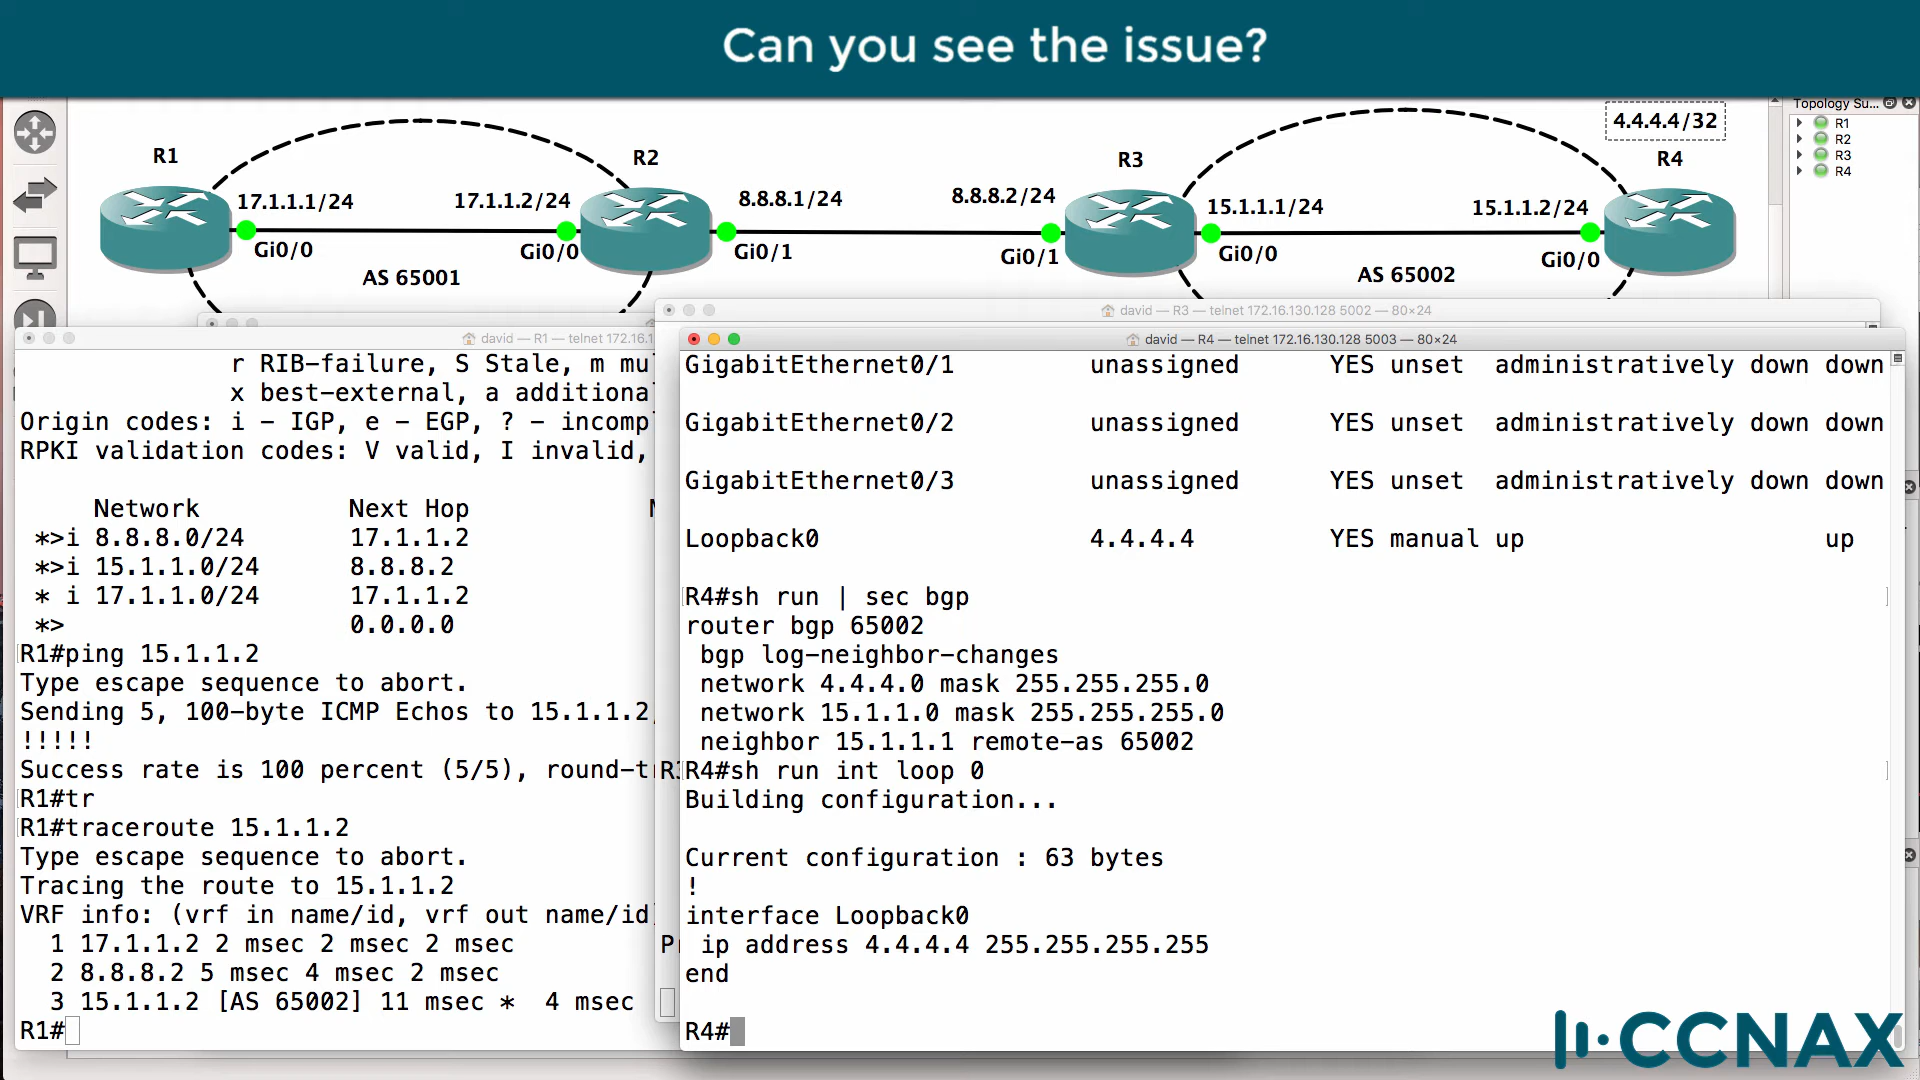 Can you see the issue?
Topology Su...
R1
R2
R3
R4
4.4.4.4/32
R1
R2
R3
R4
17.1.1.1/24
17.1.1.2/24
8.8.8.1/24
8.8.8.2/24
15.1.1.1/24
15.1.1.2/24
Gi0/0
Gi0/0
Gi0/1
Gi0/1
Gi0/0
Gi0/0
AS 65001
AS 65002
david — R3 — telnet 172.16.130.128 5002 — 80×24
david — R1 — telnet 172.16.1
r RIB-failure, S Stale, m mu
x best-external, a additiona
Origin codes: i - IGP, e - EGP, ? - incomp
RPKI validation codes: V valid, I invalid,
Network Next Hop
*>i 8.8.8.0/24 17.1.1.2
*>i 15.1.1.0/24 8.8.8.2
* i 17.1.1.0/24 17.1.1.2
*> 0.0.0.0
R1#ping 15.1.1.2
Type escape sequence to abort.
Sending 5, 100-byte ICMP Echos to 15.1.1.2,
!!!!!
Success rate is 100 percent (5/5), round-t
R1#tr
R1#traceroute 15.1.1.2
Type escape sequence to abort.
Tracing the route to 15.1.1.2
VRF info: (vrf in name/id, vrf out name/id
1 17.1.1.2 2 msec 2 msec 2 msec
2 8.8.8.2 5 msec 4 msec 2 msec
3 15.1.1.2 [AS 65002] 11 msec * 4 msec
R1#
david — R4 — telnet 172.16.130.128 5003 — 80×24
GigabitEthernet0/1 unassigned YES unset administratively down down
GigabitEthernet0/2 unassigned YES unset administratively down down
GigabitEthernet0/3 unassigned YES unset administratively down down
Loopback0 4.4.4.4 YES manual up up
R4#sh run | sec bgp
router bgp 65002
bgp log-neighbor-changes
network 4.4.4.0 mask 255.255.255.0
network 15.1.1.0 mask 255.255.255.0
neighbor 15.1.1.1 remote-as 65002
R4#sh run int loop 0
Building configuration...
Current configuration : 63 bytes
!
interface Loopback0
ip address 4.4.4.4 255.255.255.255
end
R4#
CCNAX